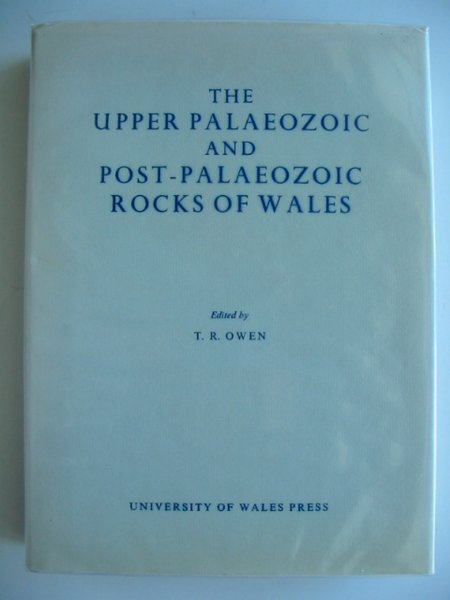 THE
UPPER PALAEOZOIC
AND
POST-PALAEOZOIC
ROCKS OF WALES
Edited by
T. R. OWEN
UNIVERSITY OF WALES PRESS